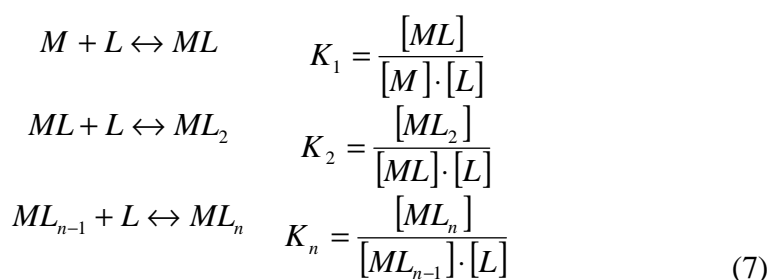 M + L ↔ ML    K₁ = [ML] / [M]·[L]
ML + L ↔ ML₂    K₂ = [ML₂] / [ML]·[L]
MLₙ₋₁ + L ↔ MLₙ    Kₙ = [MLₙ] / [MLₙ₋₁]·[L]
(7)